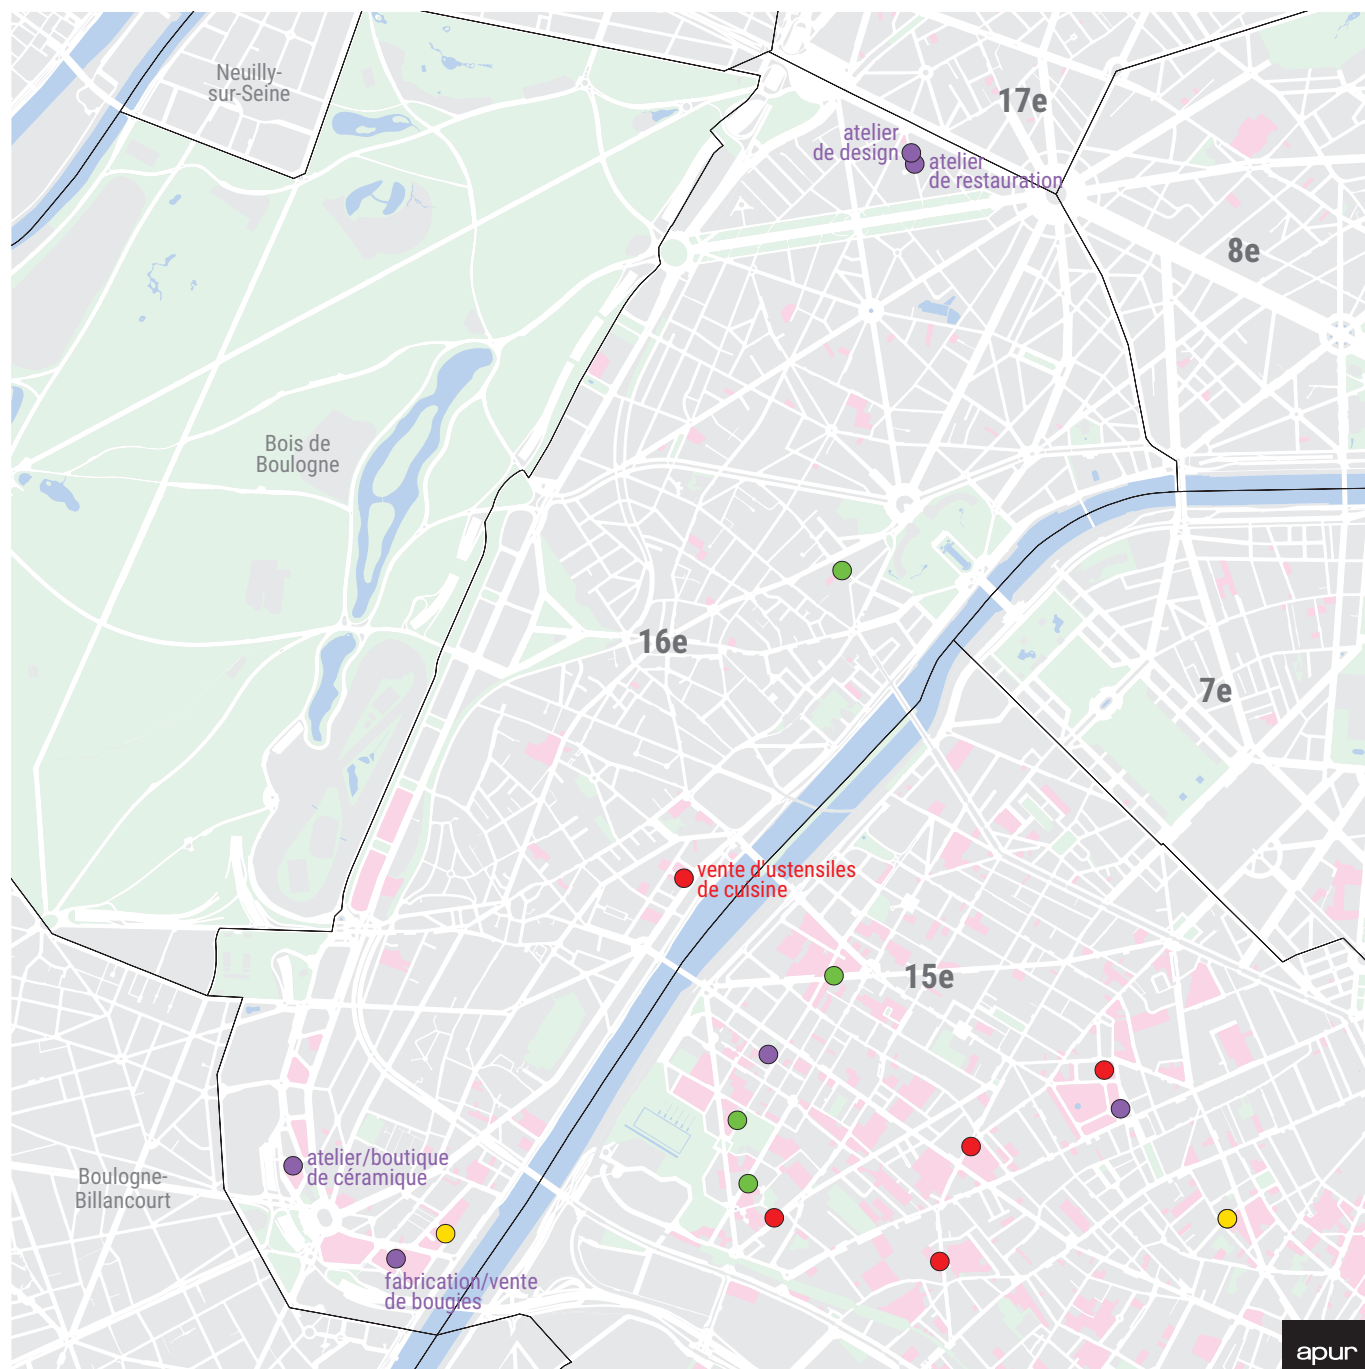 Neuilly-
sur-Seine
17e
atelier
de design
atelier
de restauration
8e
Bois de
Boulogne
16e
7e
vente d'ustensiles
de cuisine
15e
atelier/boutique
de céramique
Boulogne-
Billancourt
fabrication/vente
de bougies
apur